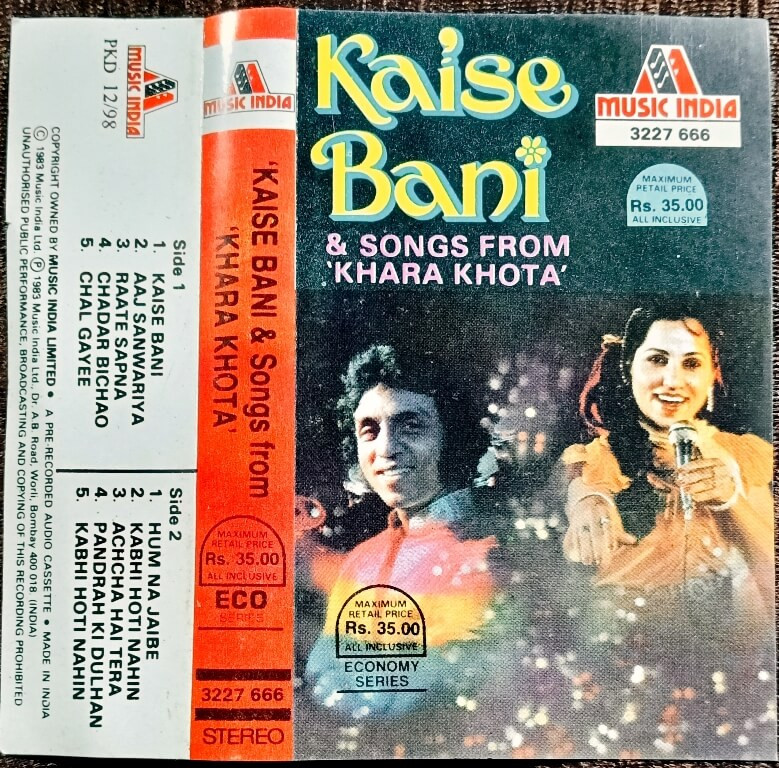 MUSIC INDIA
PKD 12/98
Side 1
1. KAISE BANI
2. AAJ SANWARIYA
3. RAATE SAPNA
4. CHADAR BICHAO
5. CHAL GAYEE
Side 2
1. HUM NA JAIBE
2. KABHI HOTI NAHIN
3. ACHCHA HAI TERA
4. PANDRAH KI DULHAN
5. KABHI HOTI NAHIN
COPYRIGHT OWNED BY MUSIC INDIA LIMITED • A PRE-RECORDED AUDIO CASSETTE • MADE IN INDIA
© 1983 Music India Ltd. ℗ 1983 Music India Ltd., Dr. A.B. Road, Worli, Bombay 400 018 (INDIA)
UNAUTHORISED PUBLIC PERFORMANCE, BROADCASTING AND COPYING OF THIS RECORDING PROHIBITED
MUSIC INDIA
'KAISE BANI & Songs from
'KHARA KHOTA'
MAXIMUM
RETAIL PRICE
Rs. 35.00
ALL INCLUSIVE
ECO
SERIES
3227 666
STEREO
Kaise
Bani
& SONGS FROM
'KHARA KHOTA'
MUSIC INDIA
3227 666
MAXIMUM
RETAIL PRICE
Rs. 35.00
ALL INCLUSIVE
MAXIMUM
RETAIL PRICE
Rs. 35.00
ALL INCLUSIVE
ECONOMY
SERIES